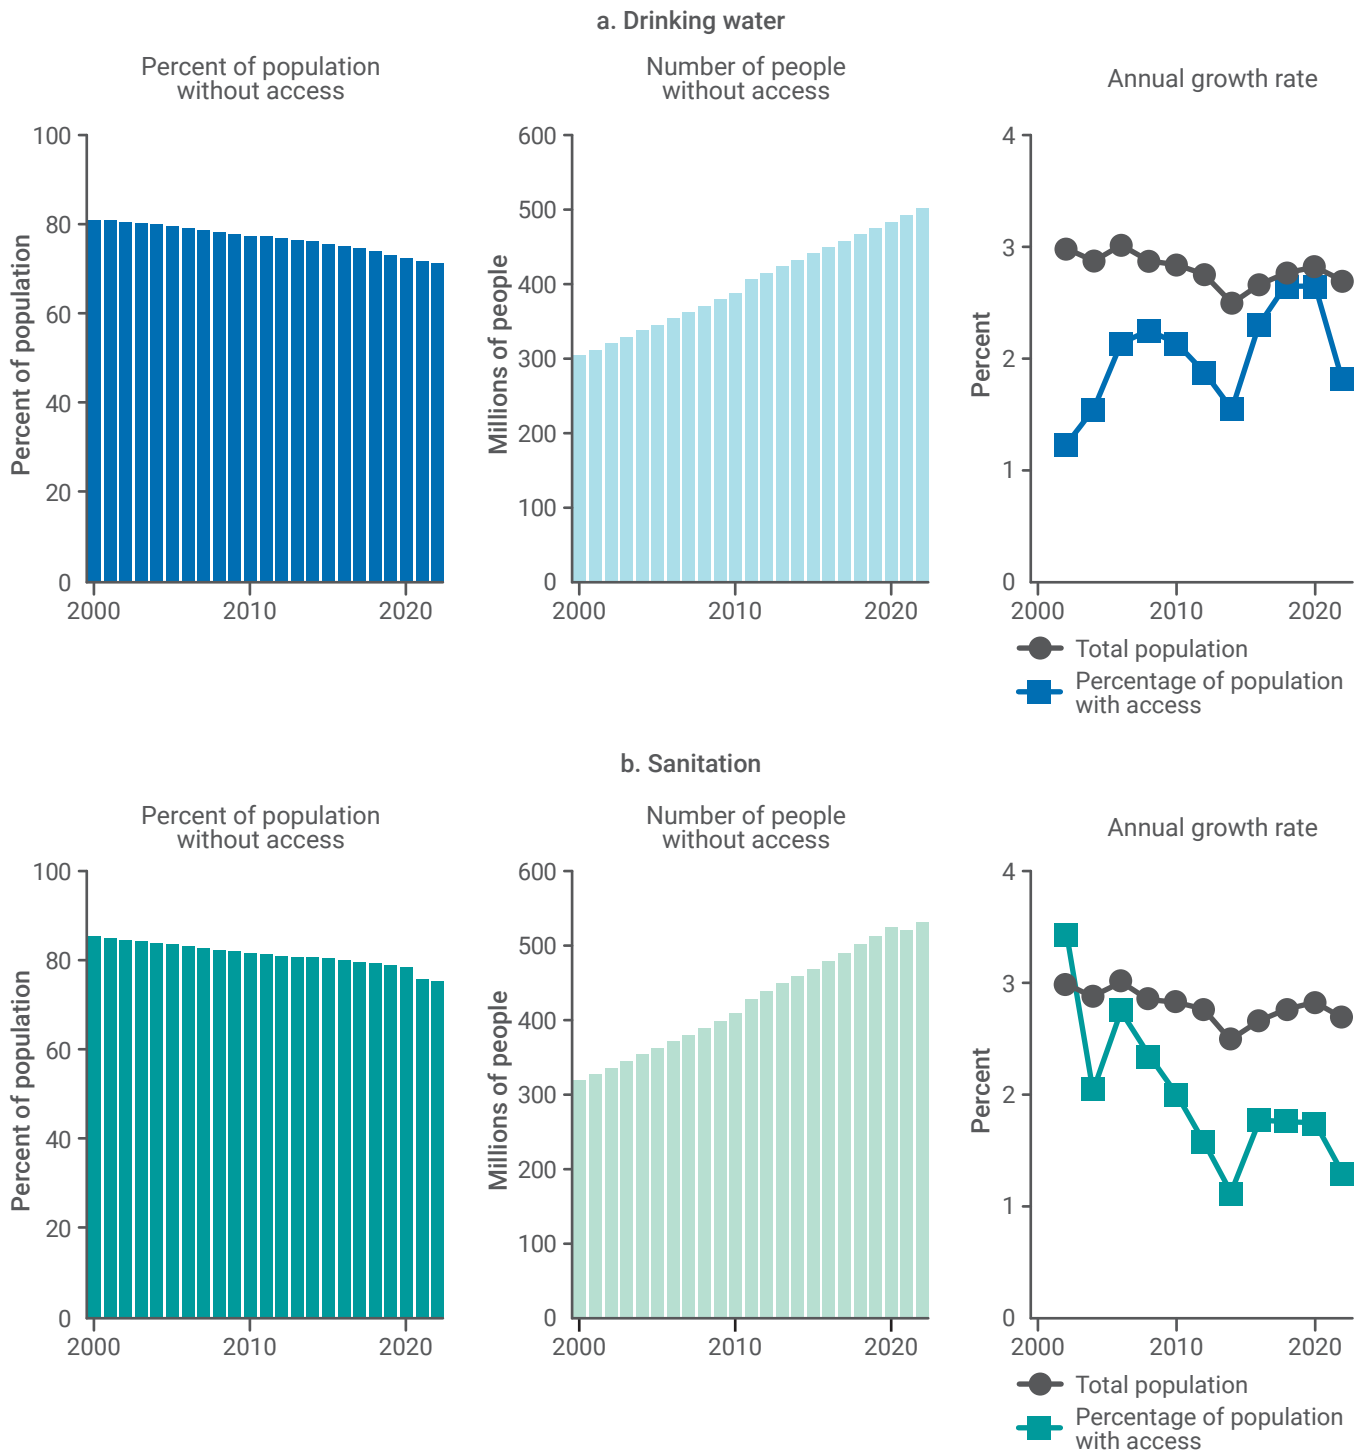 a. Drinking water
Percent of population
without access
Number of people
without access
Annual growth rate
Percent of population
100
80
60
40
20
0
2000
2010
2020
Millions of people
600
500
400
300
200
100
0
2000
2010
2020
Percent
4
3
2
1
0
2000
2010
2020
Total population
Percentage of population
with access
b. Sanitation
Percent of population
without access
Number of people
without access
Annual growth rate
Percent of population
100
80
60
40
20
0
2000
2010
2020
Millions of people
600
500
400
300
200
100
0
2000
2010
2020
Percent
4
3
2
1
0
2000
2010
2020
Total population
Percentage of population
with access